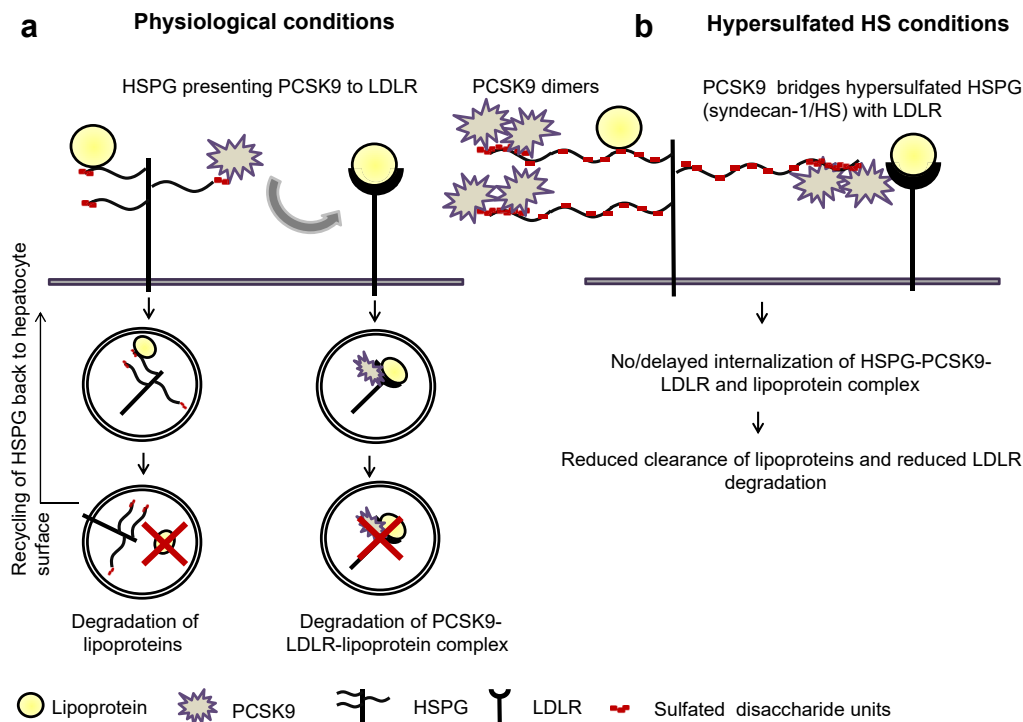 a
Physiological conditions
b
Hypersulfated HS conditions
HSPG presenting PCSK9 to LDLR
PCSK9 dimers
PCSK9 bridges hypersulfated HSPG
(syndecan-1/HS) with LDLR
Recycling of HSPG back to hepatocyte
surface
No/delayed internalization of HSPG-PCSK9-
LDLR and lipoprotein complex
Reduced clearance of lipoproteins and reduced LDLR
degradation
Degradation of
lipoproteins
Degradation of PCSK9-
LDLR-lipoprotein complex
Lipoprotein
PCSK9
HSPG
LDLR
Sulfated disaccharide units